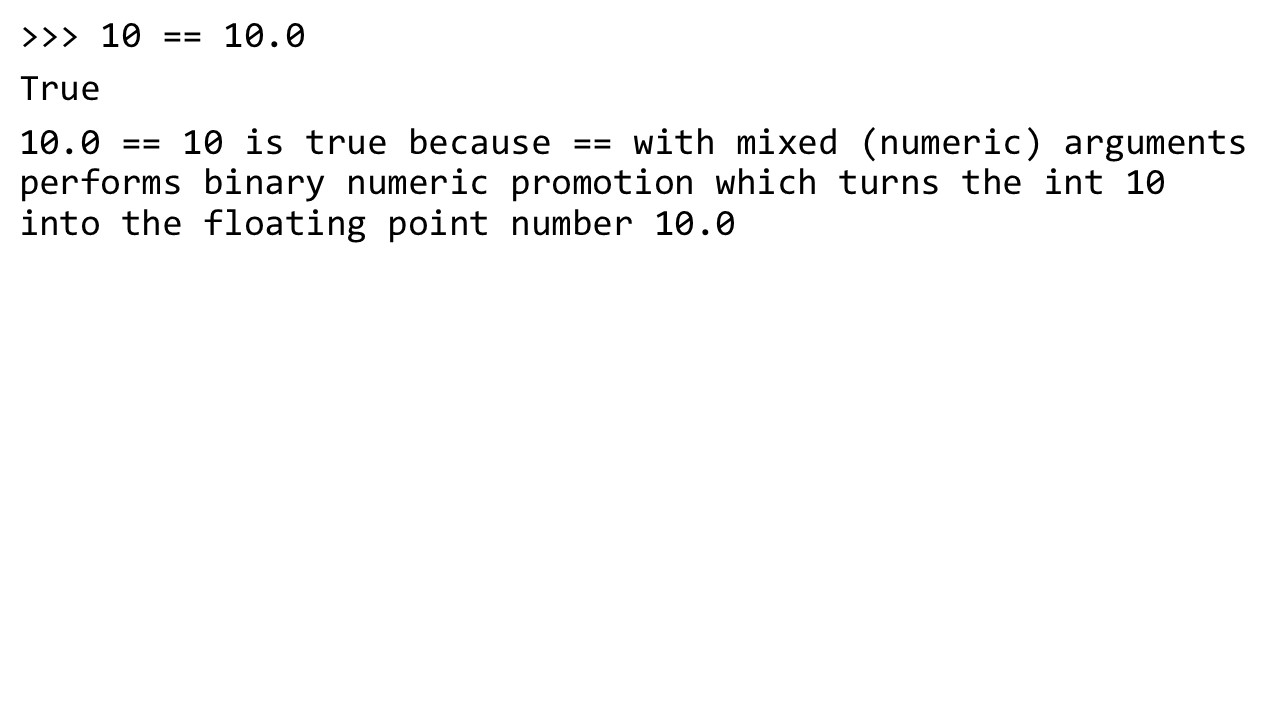 >>> 10 == 10.0
True
10.0 == 10 is true because == with mixed (numeric) arguments
performs binary numeric promotion which turns the int 10
into the floating point number 10.0